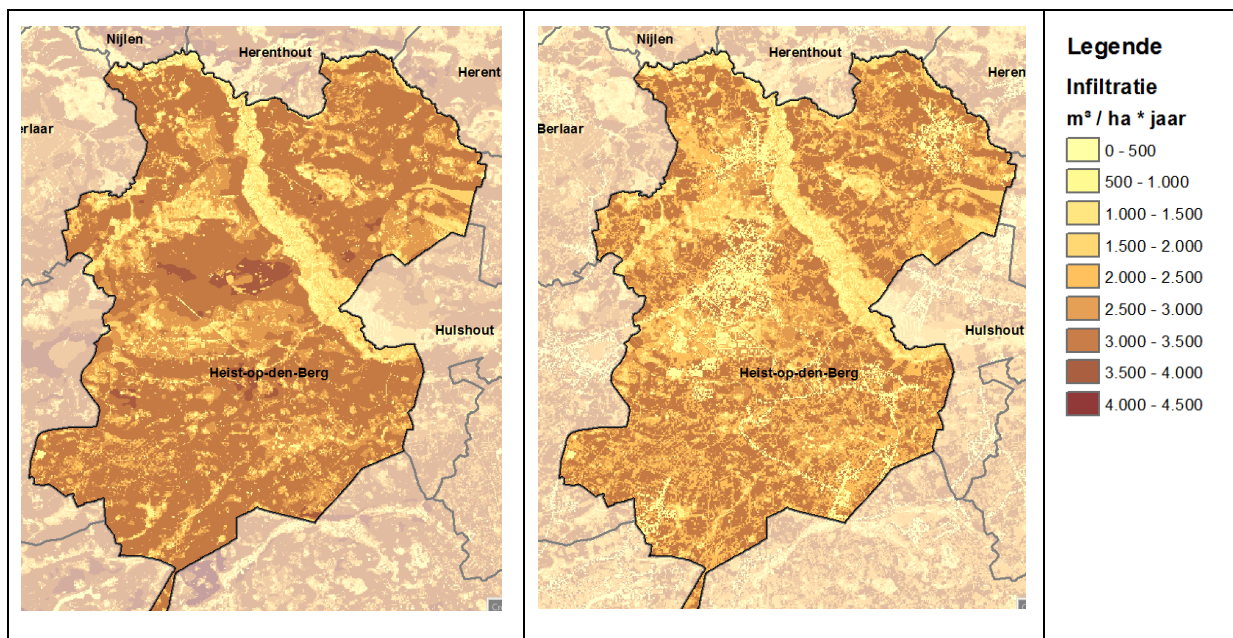 Nijlen
Herenthout
Herent
erlaar
Hulshout
Heist-op-den-Berg
Nijlen
Herenthout
Heren
Berlaar
Hulshout
Heist-op-den-Berg
Legende
Infiltratie
m³ / ha * jaar
0 - 500
500 - 1.000
1.000 - 1.500
1.500 - 2.000
2.000 - 2.500
2.500 - 3.000
3.000 - 3.500
3.500 - 4.000
4.000 - 4.500